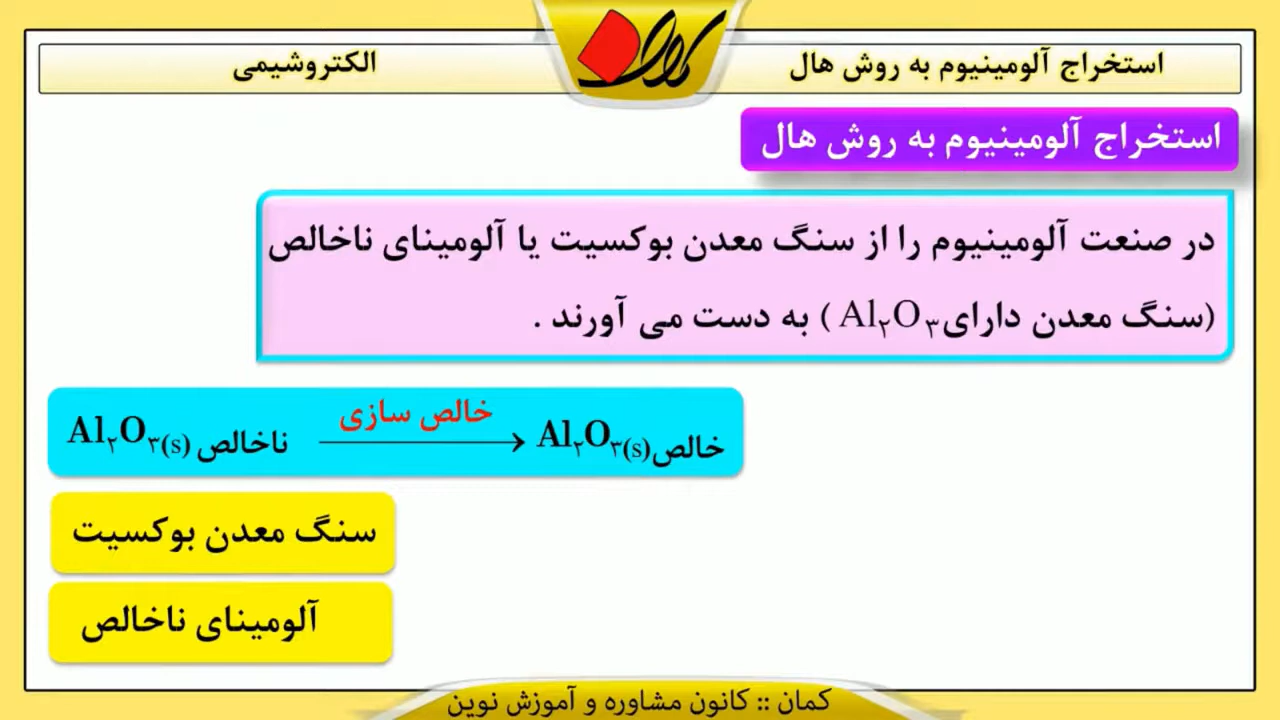 استخراج آلومینیوم به روش هال
الکتروشیمی
کمان
استخراج آلومینیوم به روش هال
در صنعت آلومینیوم را از سنگ معدن بوکسیت یا آلومینای ناخالص
(سنگ معدن دارای Al۲O۳ ) به دست می آورند .
Al۲O۳(s) ناخالص ⟶ Al۲O۳(s) خالص
خالص سازی
سنگ معدن بوکسیت
آلومینای ناخالص
کمان :: کانون مشاوره و آموزش نوین